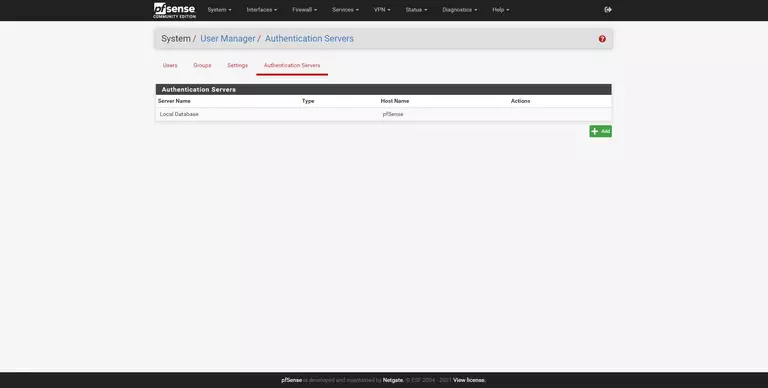 pfsense System Interfaces Firewall Services VPN Status Diagnostics Help
COMMUNITY EDITION
System / User Manager / Authentication Servers
Users Groups Settings Authentication Servers
Authentication Servers
Server Name Type Host Name Actions
Local Database pfSense
Add
pfSense is developed and maintained by Netgate. © ESF 2004 - 2021 View license.